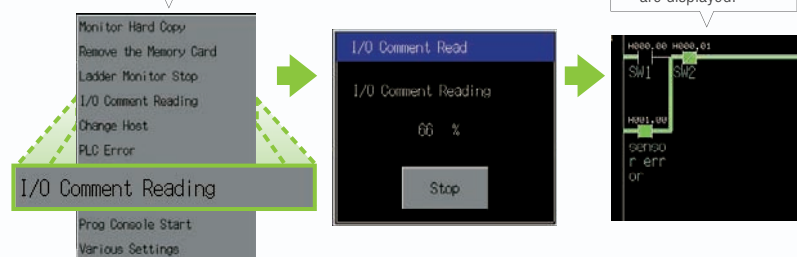 Monitor Hard Copy
Remove the Memory Card
Ladder Monitor Stop
I/O Comment Reading
Change Host
PLC Error
I/O Comment Reading
Prog Console Start
Various Settings
I/O Comment Read
I/O Comment Reading
66 %
Stop
are displayed.
H000.00 H000.01
SW1 SW2
H001.00
senso
r err
or